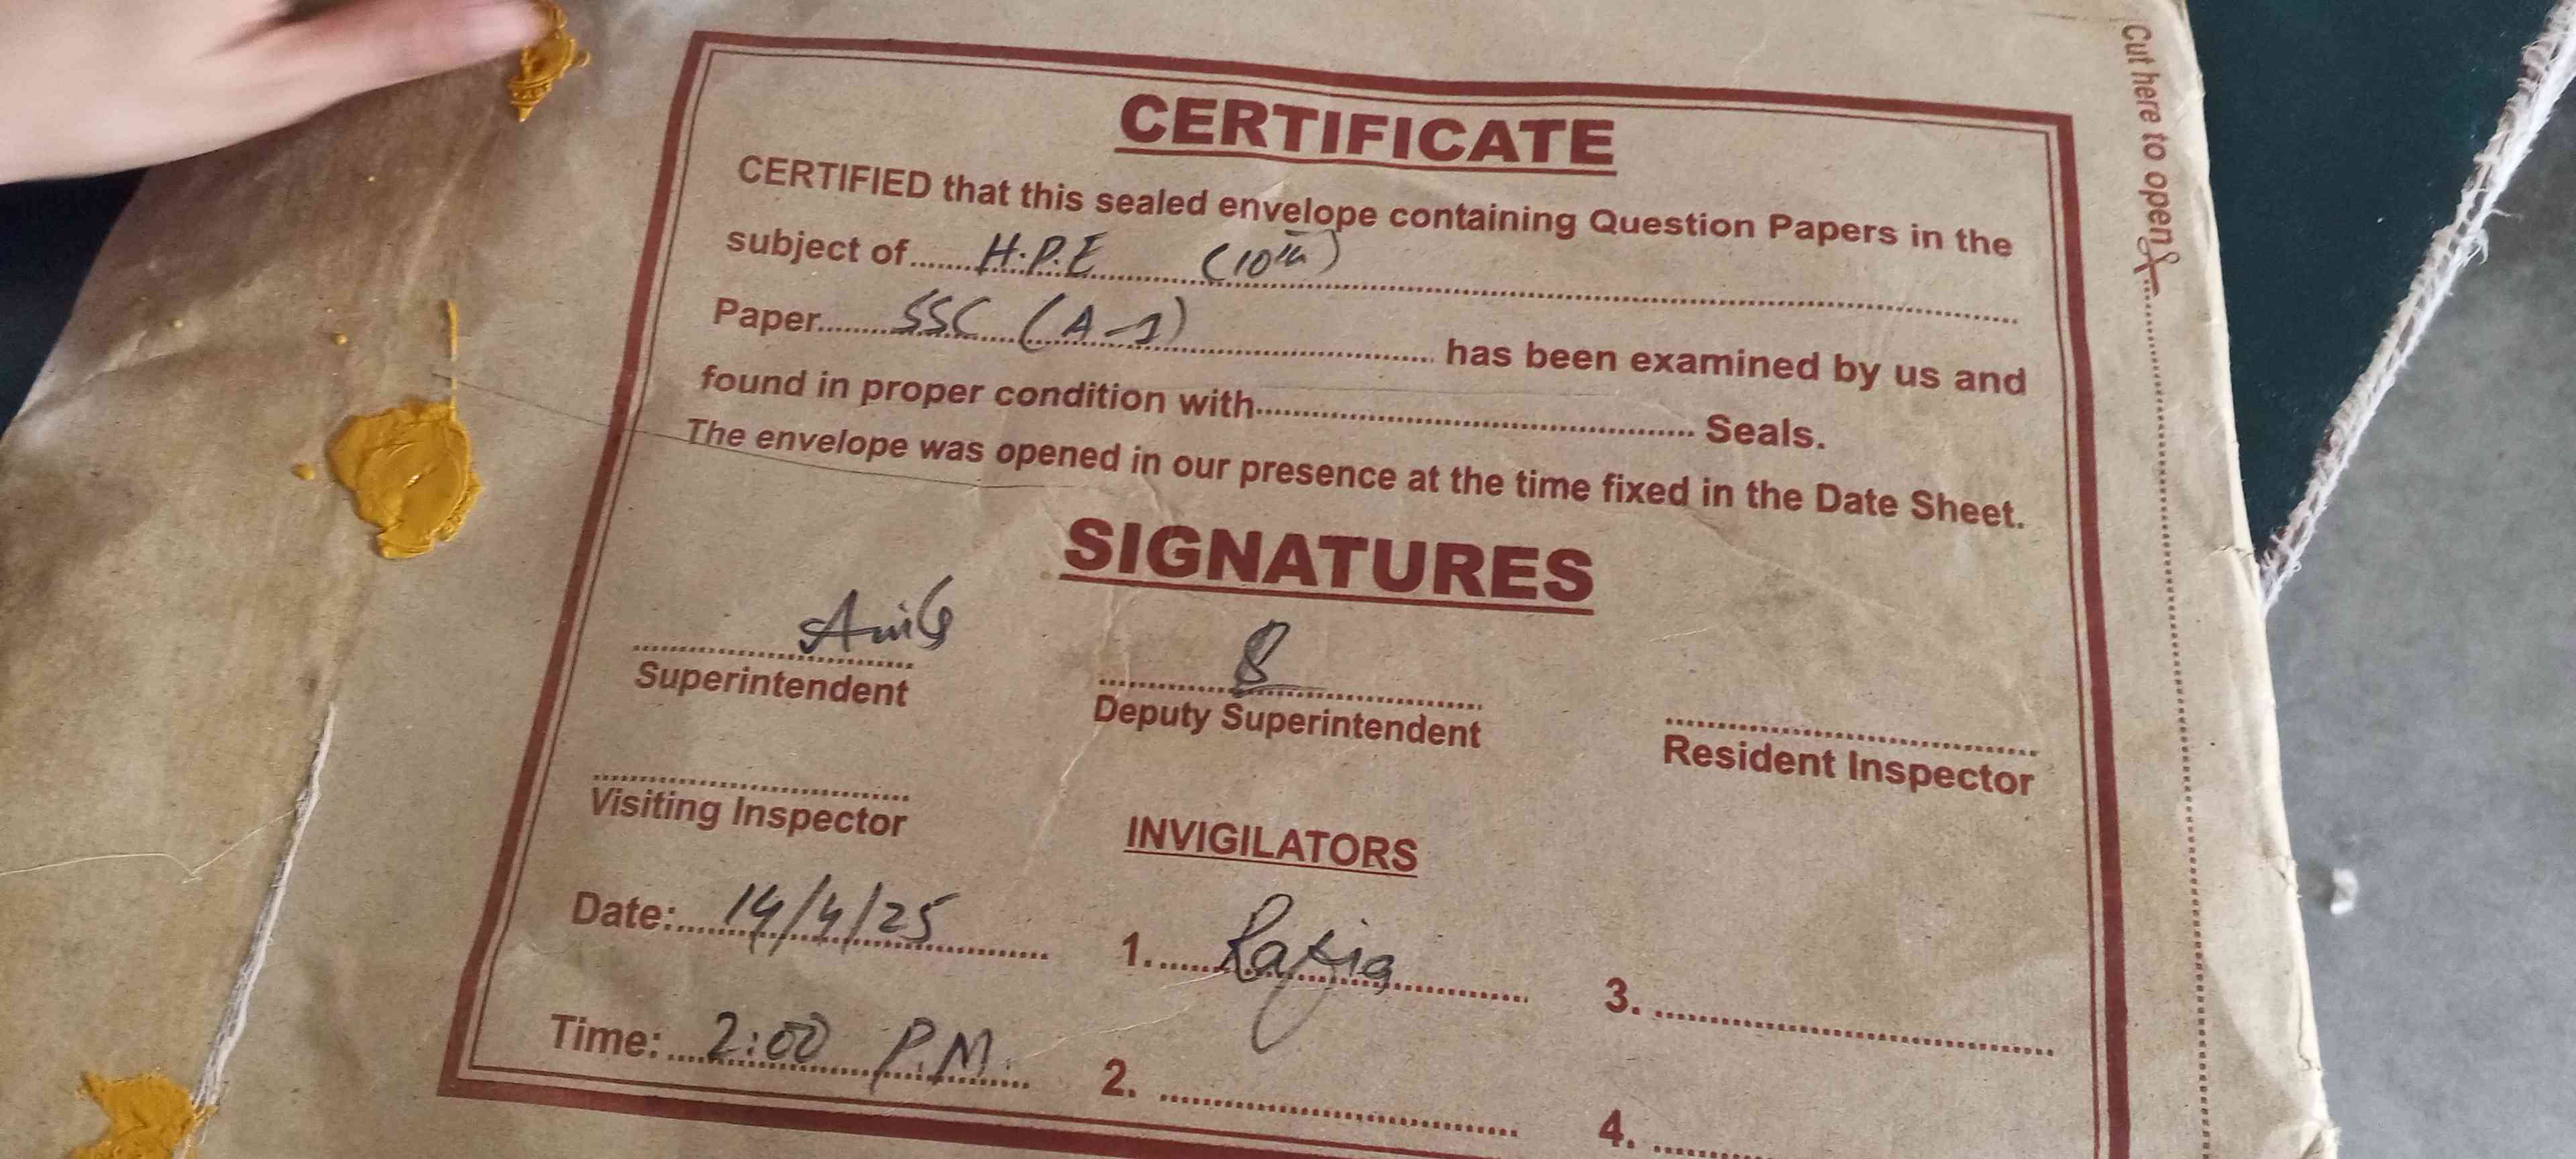 CERTIFICATE
CERTIFIED that this sealed envelope containing Question Papers in the
subject of H.P.E (10th)
Paper SSC (A-1) has been examined by us and
found in proper condition with Seals.
The envelope was opened in our presence at the time fixed in the Date Sheet.
SIGNATURES
Superintendent
Deputy Superintendent
Resident Inspector
Visiting Inspector
INVIGILATORS
Date: 14/4/25
1.
3.
Time: 2:00 P.M.
2.
4.
Cut here to open